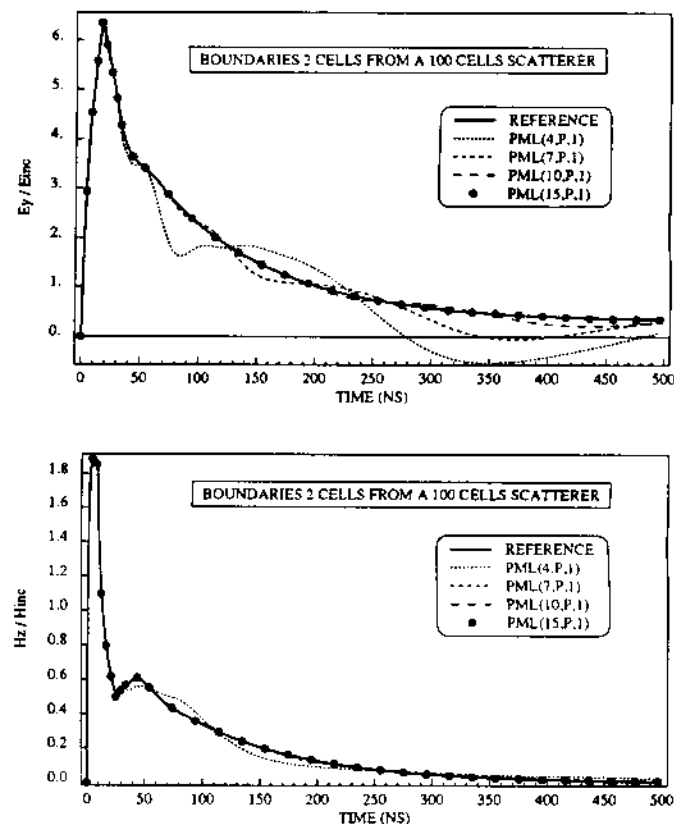 6.
5.
4.
3.
2.
1.
0.
Ey / Einc
BOUNDARIES 2 CELLS FROM A 100 CELLS SCATTERER
REFERENCE
PML(4,P,1)
PML(7,P,1)
PML(10,P,1)
PML(15,P,1)
0 50 100 150 200 250 300 350 400 450 500
TIME (NS)
1.8
1.6
1.4
1.2
1.0
0.8
0.6
0.4
0.2
0.0
Hz / Hinc
BOUNDARIES 2 CELLS FROM A 100 CELLS SCATTERER
REFERENCE
PML(4,P,1)
PML(7,P,1)
PML(10,P,1)
PML(15,P,1)
0 50 100 150 200 250 300 350 400 450 500
TIME (NS)